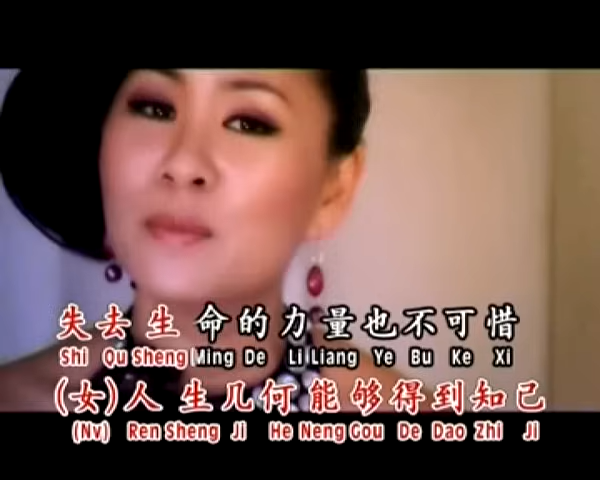 失去生命的力量也不可惜
Shi Qu Sheng Ming De Li Liang Ye Bu Ke Xi
(女)人生几何能够得到知己
(Nv) Ren Sheng Ji He Neng Gou De Dao Zhi Ji